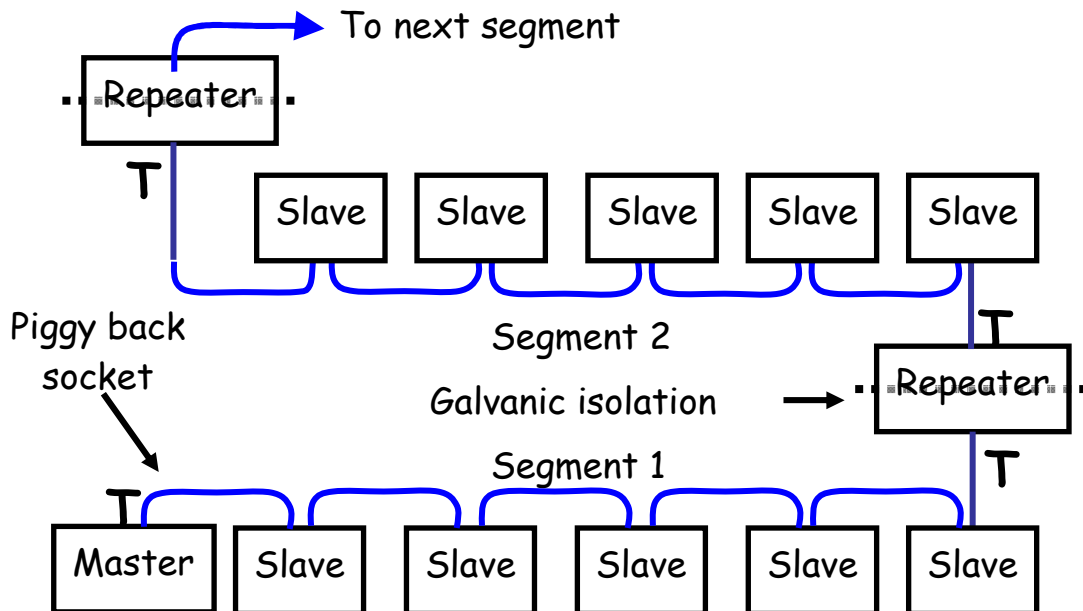 To next segment
Repeater
T
Slave Slave Slave Slave Slave
Piggy back
socket
Segment 2
T
Repeater
Galvanic isolation
Segment 1
T
T
Master Slave Slave Slave Slave Slave